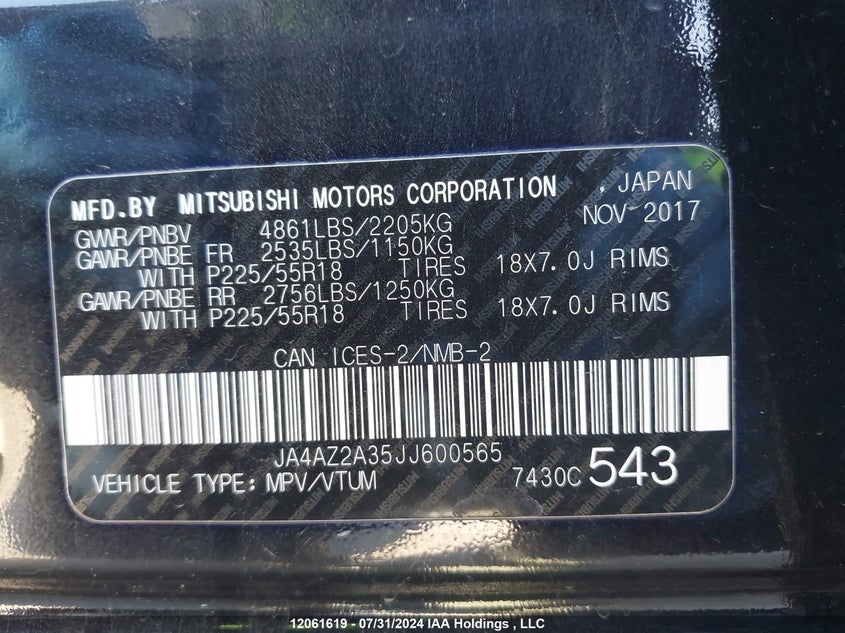 MFD.BY MITSUBISHI MOTORS CORPORATION , JAPAN
GVWR/PNBV 4861LBS/2205KG NOV 2017
GAWR/PNBE FR 2535LBS/1150KG
WITH P225/55R18 TIRES 18X7.0J RIMS
GAWR/PNBE RR 2756LBS/1250KG
WITH P225/55R18 TIRES 18X7.0J RIMS
CAN ICES-2/NMB-2
JA4AZ2A35JJ600565
VEHICLE TYPE:MPV/VTUM 7430C 543
12061619 - 07/31/2024 IAA Holdings , LLC